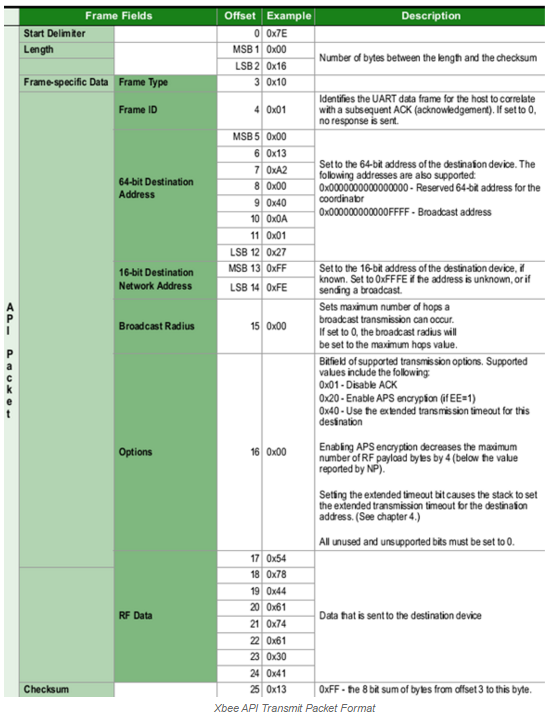 Frame Fields Offset Example Description
Start Delimiter 0 0x7E
Length MSB 1 0x00
LSB 2 0x16
Number of bytes between the length and the checksum
Frame-specific Data Frame Type 3 0x10
Frame ID 4 0x01
Identifies the UART data frame for the host to correlate
with a subsequent ACK (acknowledgement). If set to 0,
no response is sent.
64-bit Destination
Address
MSB 5 0x00
6 0x13
7 0xA2
8 0x00
9 0x40
10 0x0A
11 0x01
LSB 12 0x27
Set to the 64-bit address of the destination device. The
following addresses are also supported:
0x0000000000000000 - Reserved 64-bit address for the
coordinator
0x000000000000FFFF - Broadcast address
16-bit Destination
Network Address
MSB 13 0xFF
LSB 14 0xFE
Set to the 16-bit address of the destination device, if
known. Set to 0xFFFE if the address is unknown, or if
sending a broadcast.
API Packet
Broadcast Radius 15 0x00
Sets maximum number of hops a
broadcast transmission can occur.
If set to 0, the broadcast radius will
be set to the maximum hops value.
Options 16 0x00
Bitfield of supported transmission options. Supported
values include the following:
0x01 - Disable ACK
0x20 - Enable APS encryption (if EE=1)
0x40 - Use the extended transmission timeout for this
destination
Enabling APS encryption decreases the maximum
number of RF payload bytes by 4 (below the value
reported by NP).
Setting the extended timeout bit causes the stack to set
the extended transmission timeout for the destination
address. (See chapter 4.)
All unused and unsupported bits must be set to 0.
RF Data
17 0x54
18 0x78
19 0x44
20 0x61
21 0x74
22 0x61
23 0x30
24 0x41
Data that is sent to the destination device
Checksum 25 0x13 0xFF - the 8 bit sum of bytes from offset 3 to this byte.
Xbee API Transmit Packet Format